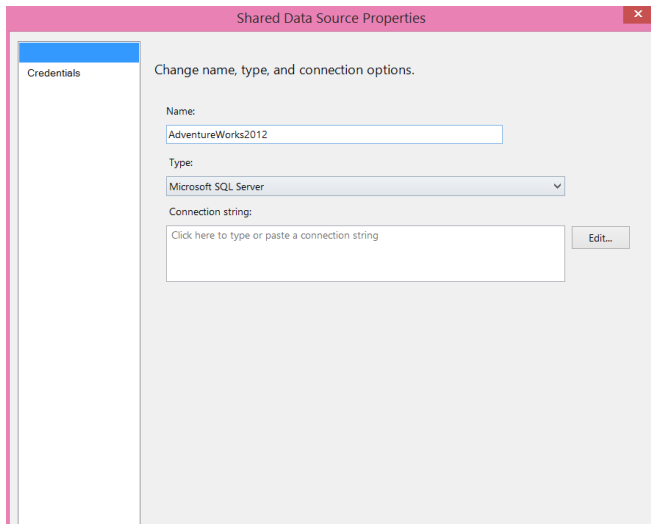 Shared Data Source Properties
Credentials
Change name, type, and connection options.
Name:
AdventureWorks2012
Type:
Microsoft SQL Server
Connection string:
Click here to type or paste a connection string
Edit...